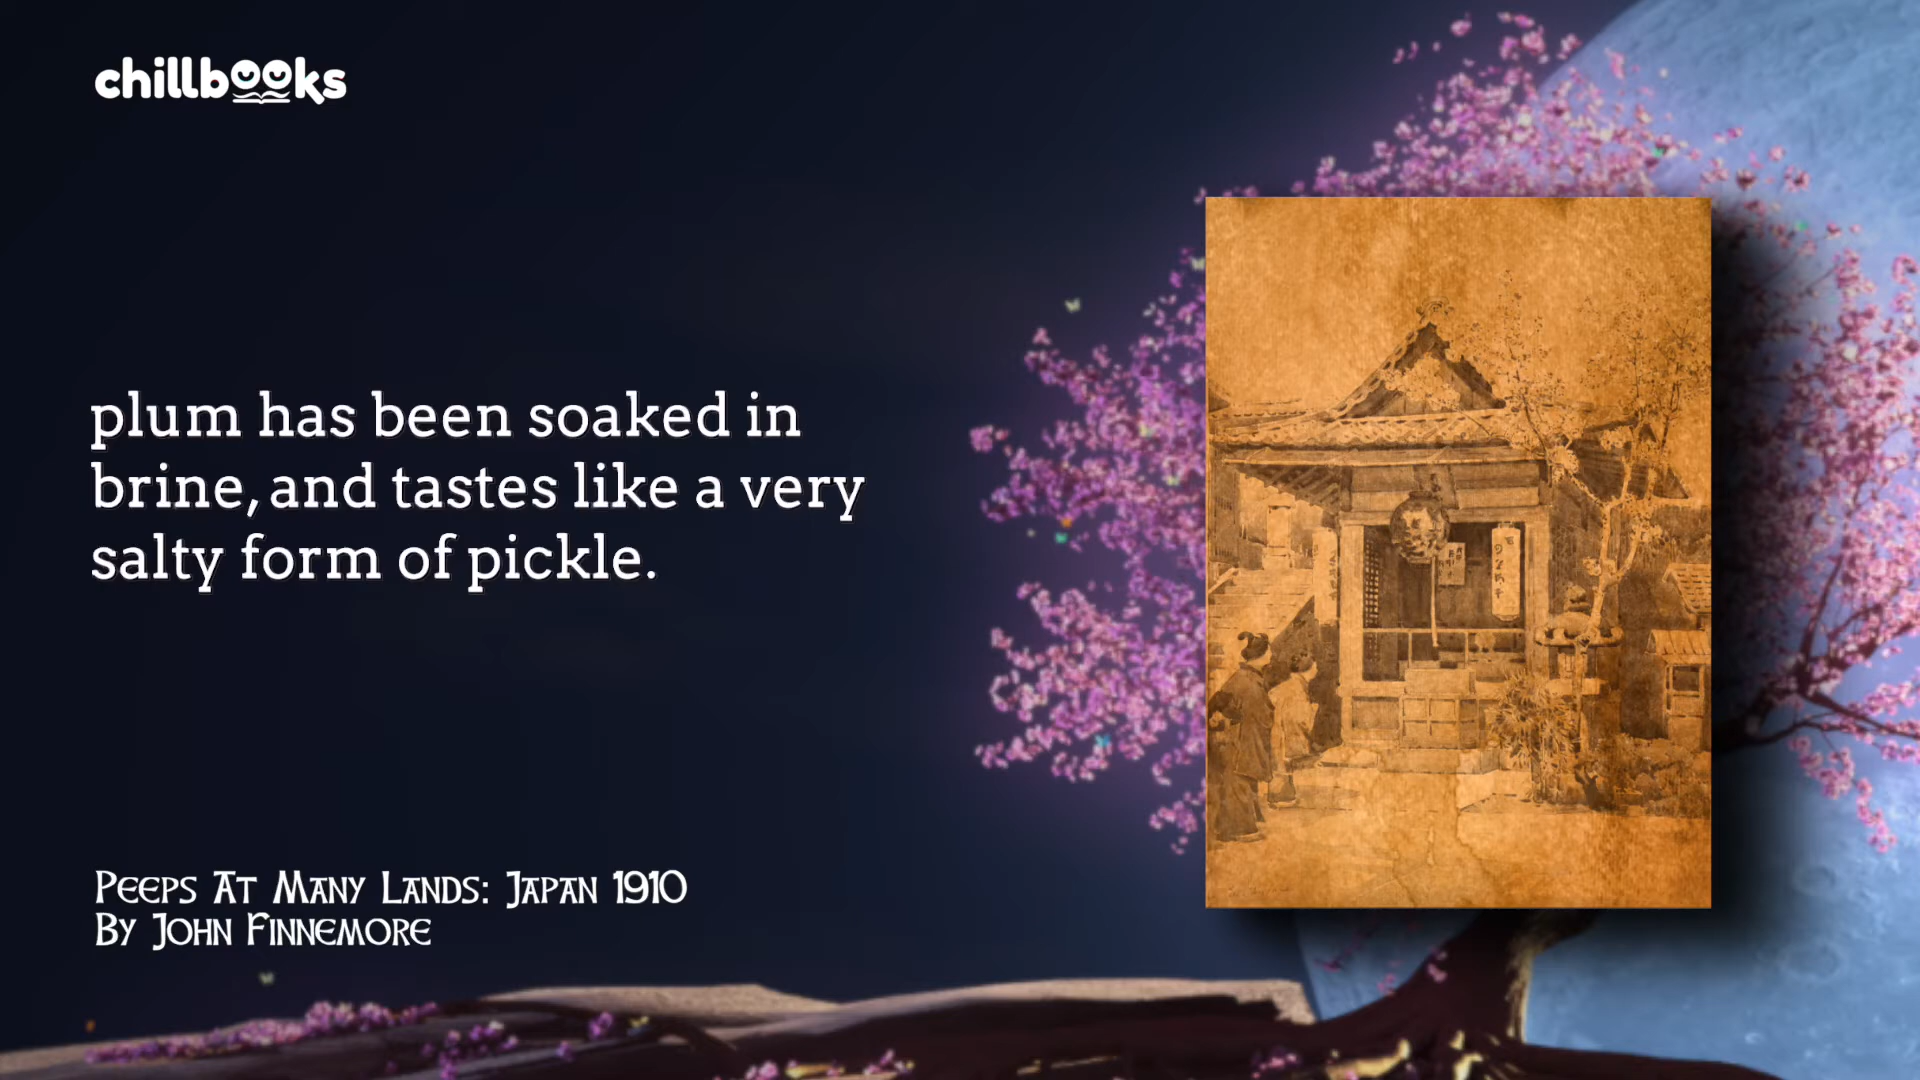 chillbooks
plum has been soaked in
brine, and tastes like a very
salty form of pickle.
Peeps At Many Lands: Japan 1910
By John Finnemore